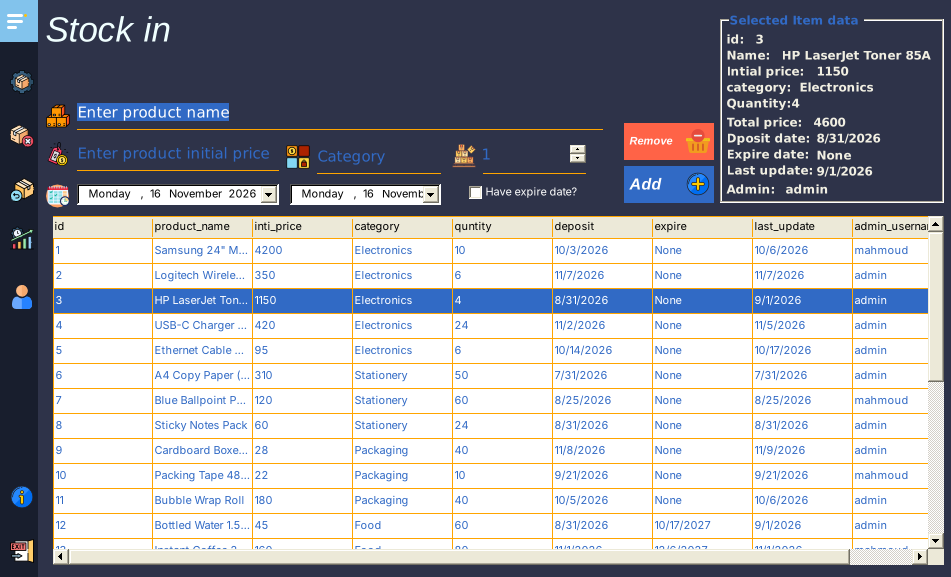 Stock in
Selected Item data
id: 3
Name: HP LaserJet Toner 85A
Intial price: 1150
category: Electronics
Quantity:4
Total price: 4600
Dposit date: 8/31/2026
Expire date: None
Last update: 9/1/2026
Admin: admin
Enter product name
Enter product initial price
Category
1
Remove
Add
Monday , 16 November 2026
Monday , 16 Novemb
Have expire date?
id product_name inti_price category quntity deposit expire last_update admin_userna
1 Samsung 24" M... 4200 Electronics 10 10/3/2026 None 10/6/2026 mahmoud
2 Logitech Wirele... 350 Electronics 6 11/7/2026 None 11/7/2026 admin
3 HP LaserJet Ton... 1150 Electronics 4 8/31/2026 None 9/1/2026 admin
4 USB-C Charger ... 420 Electronics 24 11/2/2026 None 11/5/2026 admin
5 Ethernet Cable ... 95 Electronics 6 10/14/2026 None 10/17/2026 admin
6 A4 Copy Paper (... 310 Stationery 50 7/31/2026 None 7/31/2026 admin
7 Blue Ballpoint P... 120 Stationery 60 8/25/2026 None 8/25/2026 mahmoud
8 Sticky Notes Pack 60 Stationery 24 8/31/2026 None 8/31/2026 admin
9 Cardboard Boxe... 28 Packaging 40 11/8/2026 None 11/9/2026 admin
10 Packing Tape 48... 22 Packaging 10 9/21/2026 None 9/21/2026 mahmoud
11 Bubble Wrap Roll 180 Packaging 40 10/5/2026 None 10/6/2026 admin
12 Bottled Water 1.5... 45 Food 60 8/31/2026 10/17/2027 9/1/2026 admin
EXIT